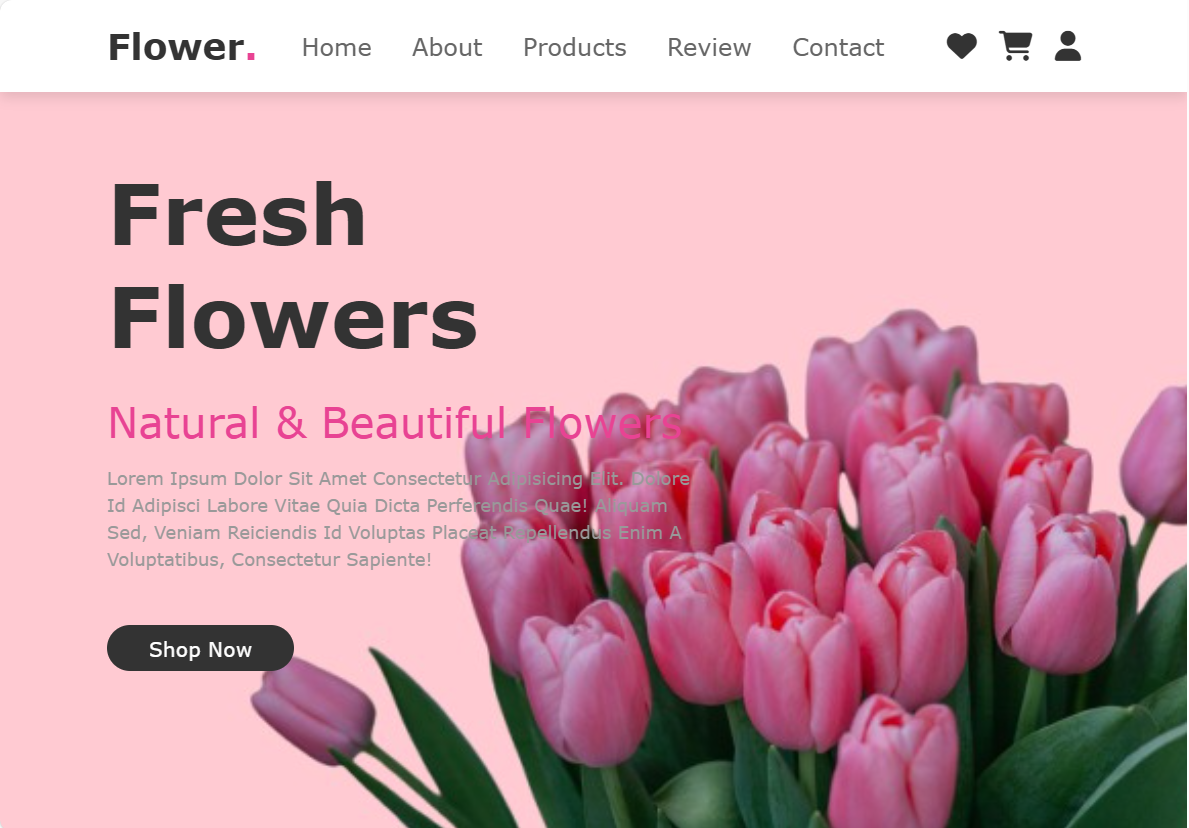 Flower. Home About Products Review Contact
Fresh
Flowers
Natural & Beautiful Flowers
Lorem Ipsum Dolor Sit Amet Consectetur Adipisicing Elit. Dolore
Id Adipisci Labore Vitae Quia Dicta Perferendis Quae! Aliquam
Sed, Veniam Reiciendis Id Voluptas Placeat Repellendus Enim A
Voluptatibus, Consectetur Sapiente!
Shop Now